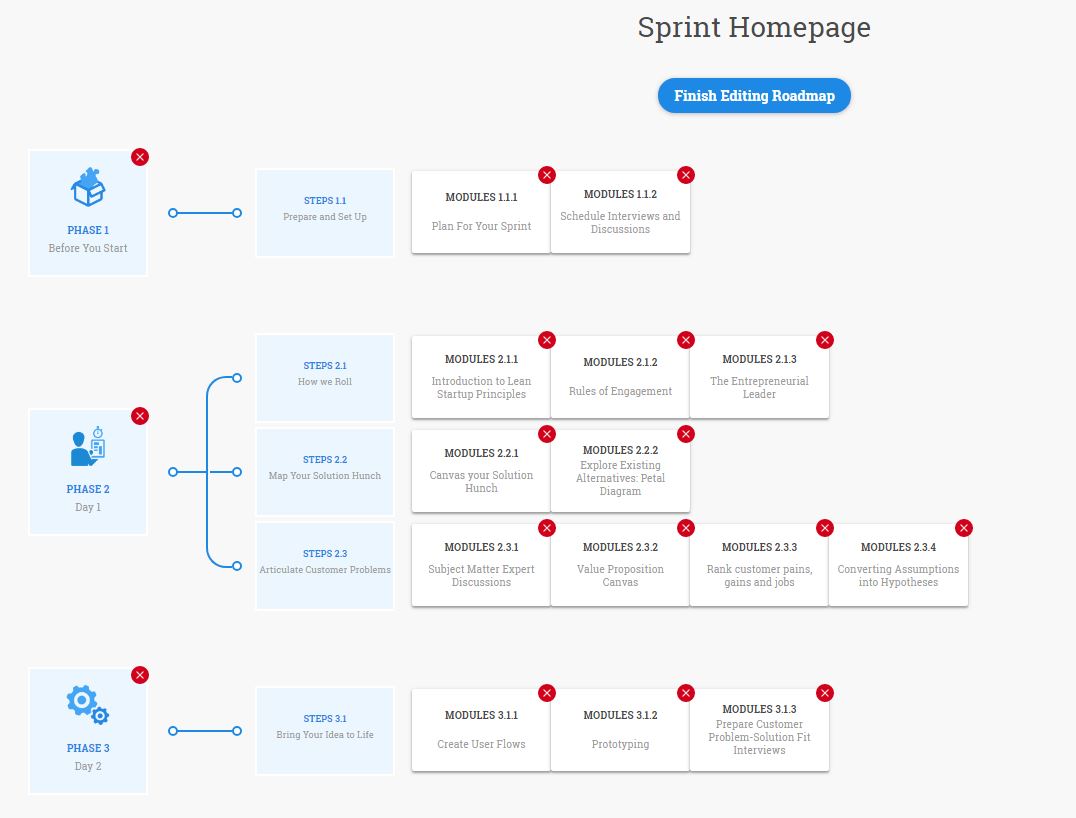 Sprint Homepage
Finish Editing Roadmap
PHASE 1
Before You Start
STEPS 1.1
Prepare and Set Up
MODULES 1.1.1
Plan For Your Sprint
MODULES 1.1.2
Schedule Interviews and
Discussions
PHASE 2
Day 1
STEPS 2.1
How we Roll
MODULES 2.1.1
Introduction to Lean
Startup Principles
MODULES 2.1.2
Rules of Engagement
MODULES 2.1.3
The Entrepreneurial
Leader
STEPS 2.2
Map Your Solution Hunch
MODULES 2.2.1
Canvas your Solution
Hunch
MODULES 2.2.2
Explore Existing
Alternatives: Petal
Diagram
STEPS 2.3
Articulate Customer Problems
MODULES 2.3.1
Subject Matter Expert
Discussions
MODULES 2.3.2
Value Proposition
Canvas
MODULES 2.3.3
Rank customer pains,
gains and jobs
MODULES 2.3.4
Converting Assumptions
into Hypotheses
PHASE 3
Day 2
STEPS 3.1
Bring Your Idea to Life
MODULES 3.1.1
Create User Flows
MODULES 3.1.2
Prototyping
MODULES 3.1.3
Prepare Customer
Problem-Solution Fit
Interviews